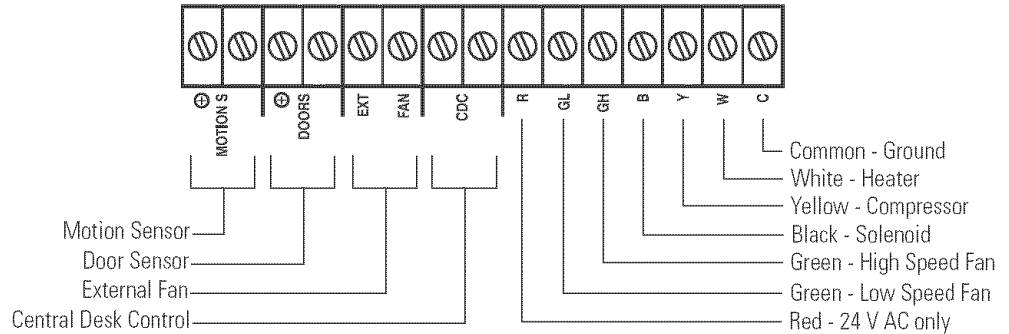 ⊕
MOTION S
⊕
DOORS
EXT
FAN
CDC
R
GL
GH
B
Y
W
C
Common - Ground
White - Heater
Yellow - Compressor
Black - Solenoid
Green - High Speed Fan
Green - Low Speed Fan
Red - 24 V AC only
Motion Sensor
Door Sensor
External Fan
Central Desk Control